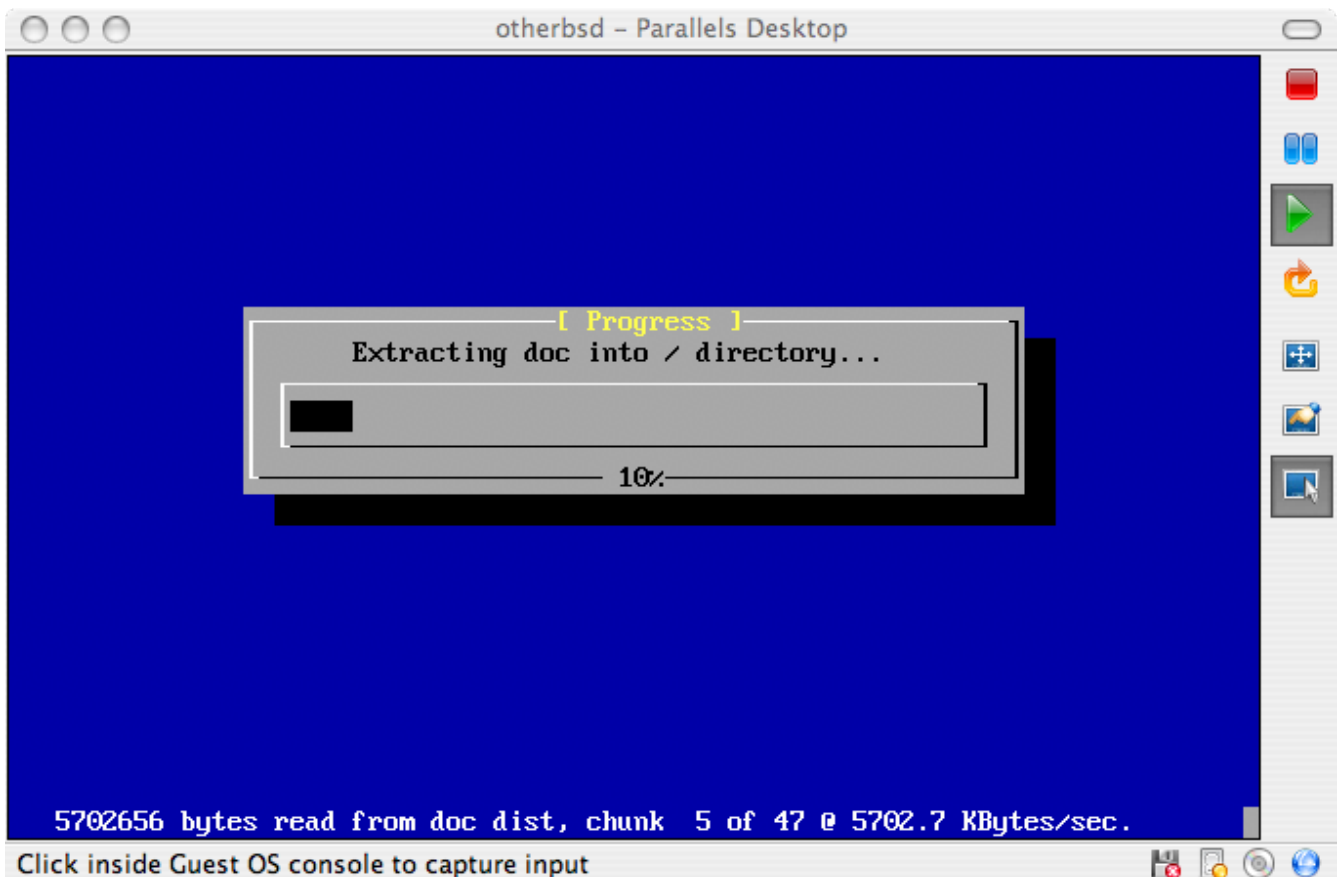 otherbsd – Parallels Desktop
[ Progress ]
Extracting doc into / directory...
10%
5702656 bytes read from doc dist, chunk  5 of 47 @ 5702.7 KBytes/sec.
Click inside Guest OS console to capture input